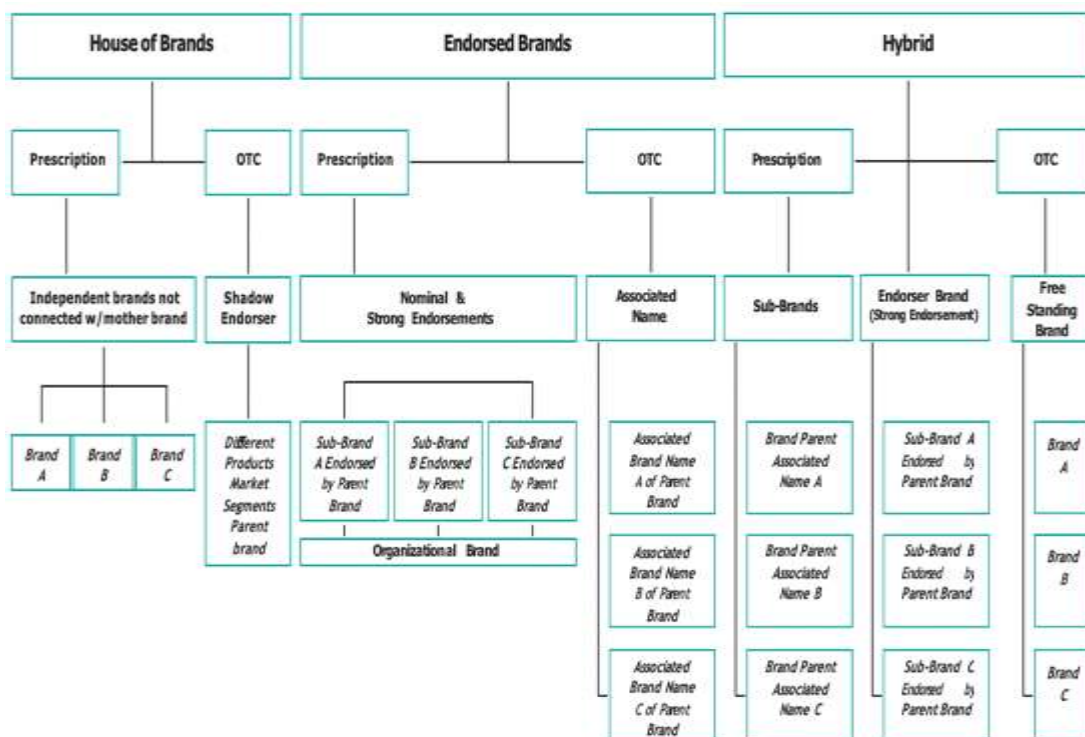 House of Brands
Endorsed Brands
Hybrid
Prescription
OTC
Prescription
OTC
Prescription
OTC
Independent brands not
connected w/mother brand
Shadow
Endorser
Nominal &
Strong Endorsements
Associated
Name
Sub-Brands
Endorser Brand
(Strong Endorsement)
Free
Standing
Brand
Brand
A
Brand
B
Brand
C
Different
Products
Market
Segments
Parent
brand
Sub-Brand
A Endorsed
by Parent
Brand
Sub-Brand
B Endorsed
by Parent
Brand
Sub-Brand
C Endorsed
by Parent
Brand
Organizational Brand
Associated
Brand Name
A of Parent
Brand
Brand Parent
Associated
Name A
Sub-Brand A
Endorsed by
Parent Brand
Brand
A
Associated
Brand Name
B of Parent
Brand
Brand Parent
Associated
Name B
Sub-Brand B
Endorsed by
Parent Brand
Brand
B
Associated
Brand Name
C of Parent
Brand
Brand Parent
Associated
Name C
Sub-Brand C
Endorsed by
Parent Brand
Brand
C